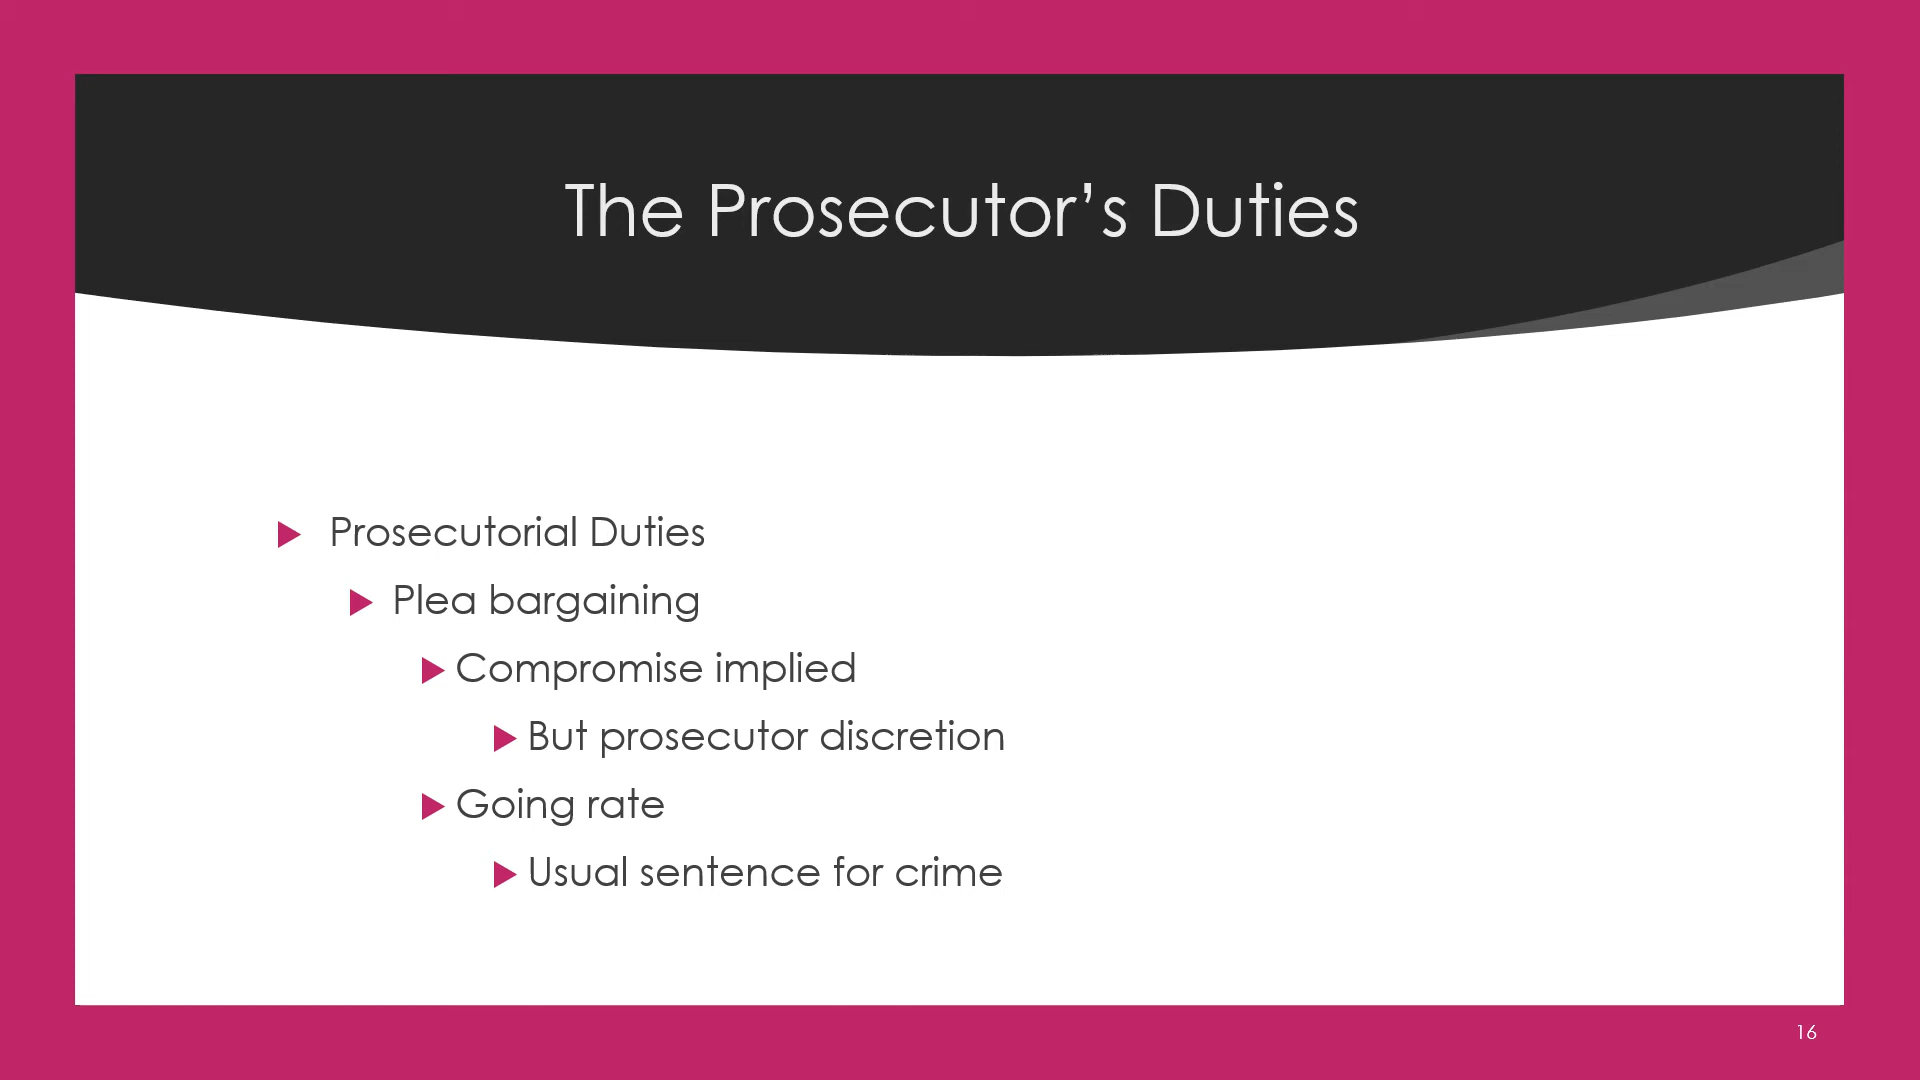 The Prosecutor’s Duties
Prosecutorial Duties
Plea bargaining
Compromise implied
But prosecutor discretion
Going rate
Usual sentence for crime
16